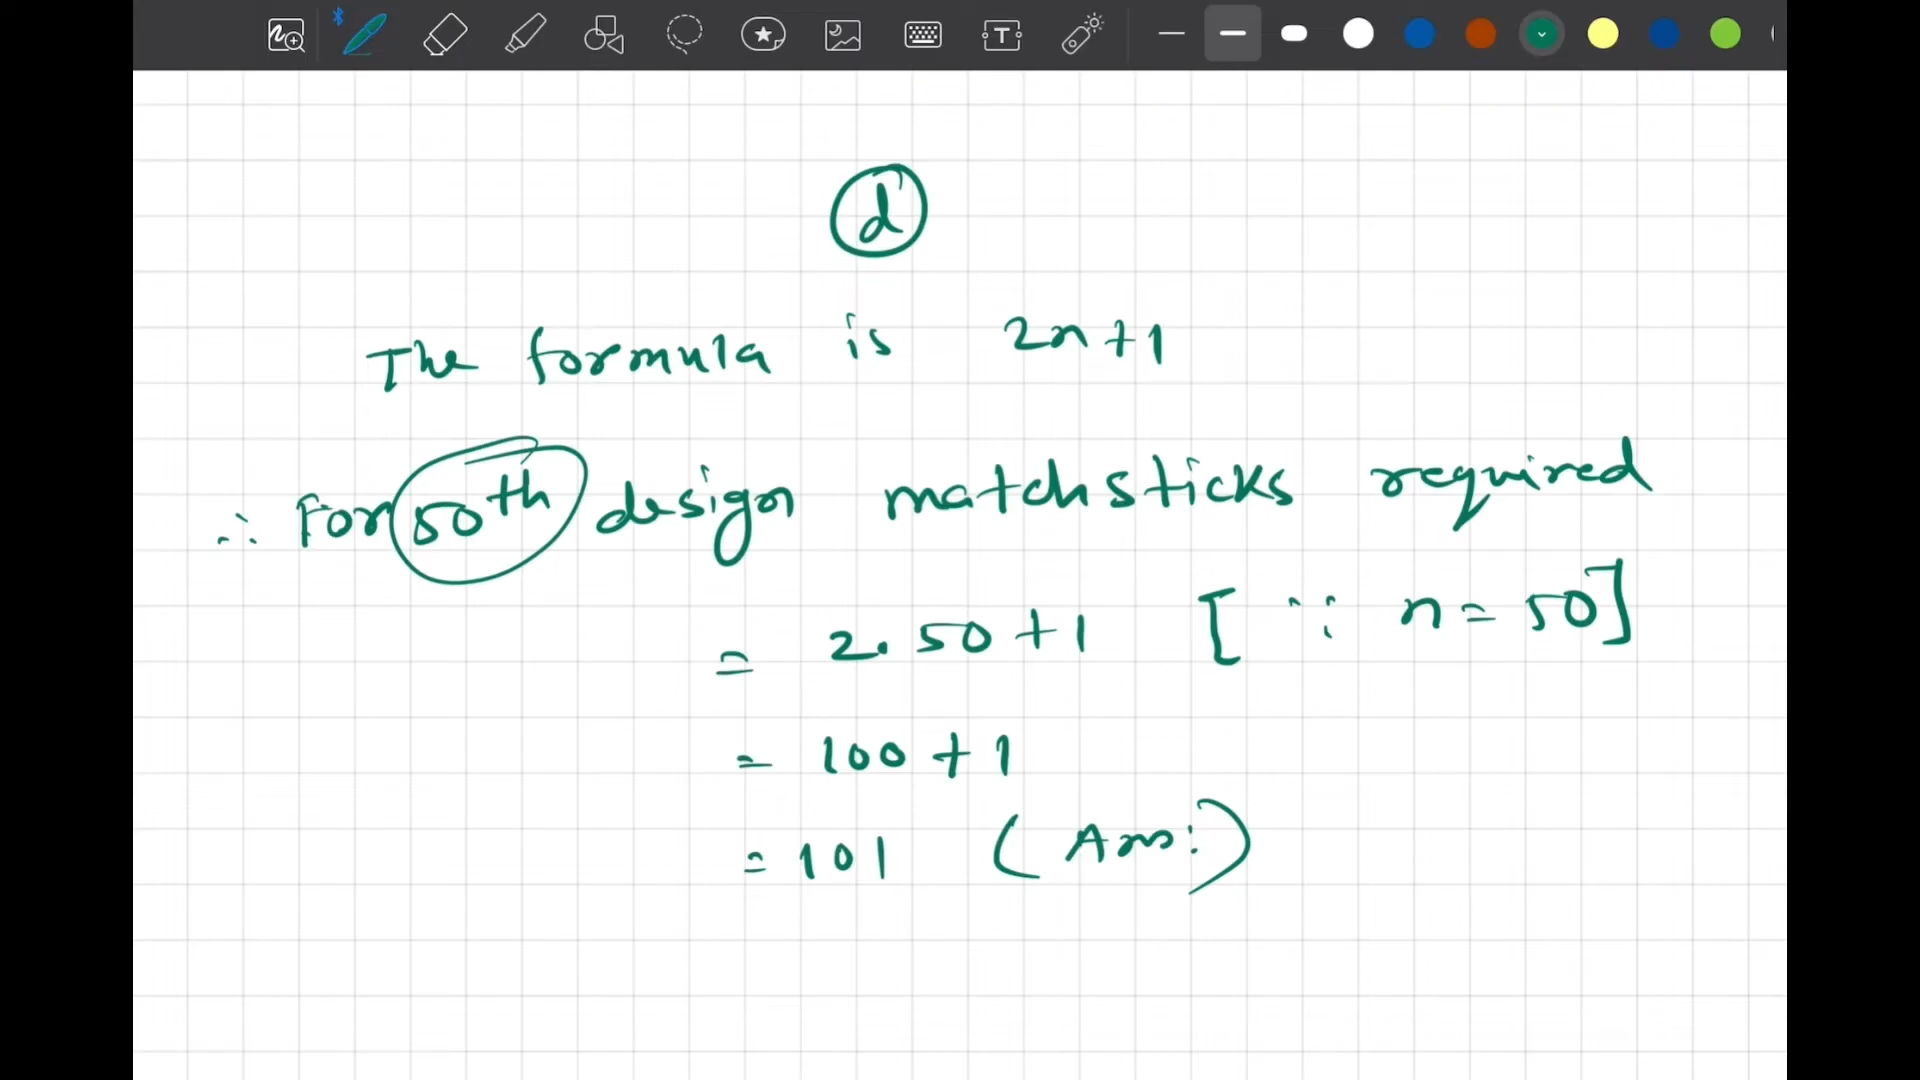 d
The formula is 2n+1
∴ For 50th design matchsticks required
= 2.50+1 [∵ n=50]
= 100+1
=101 (Ans:)